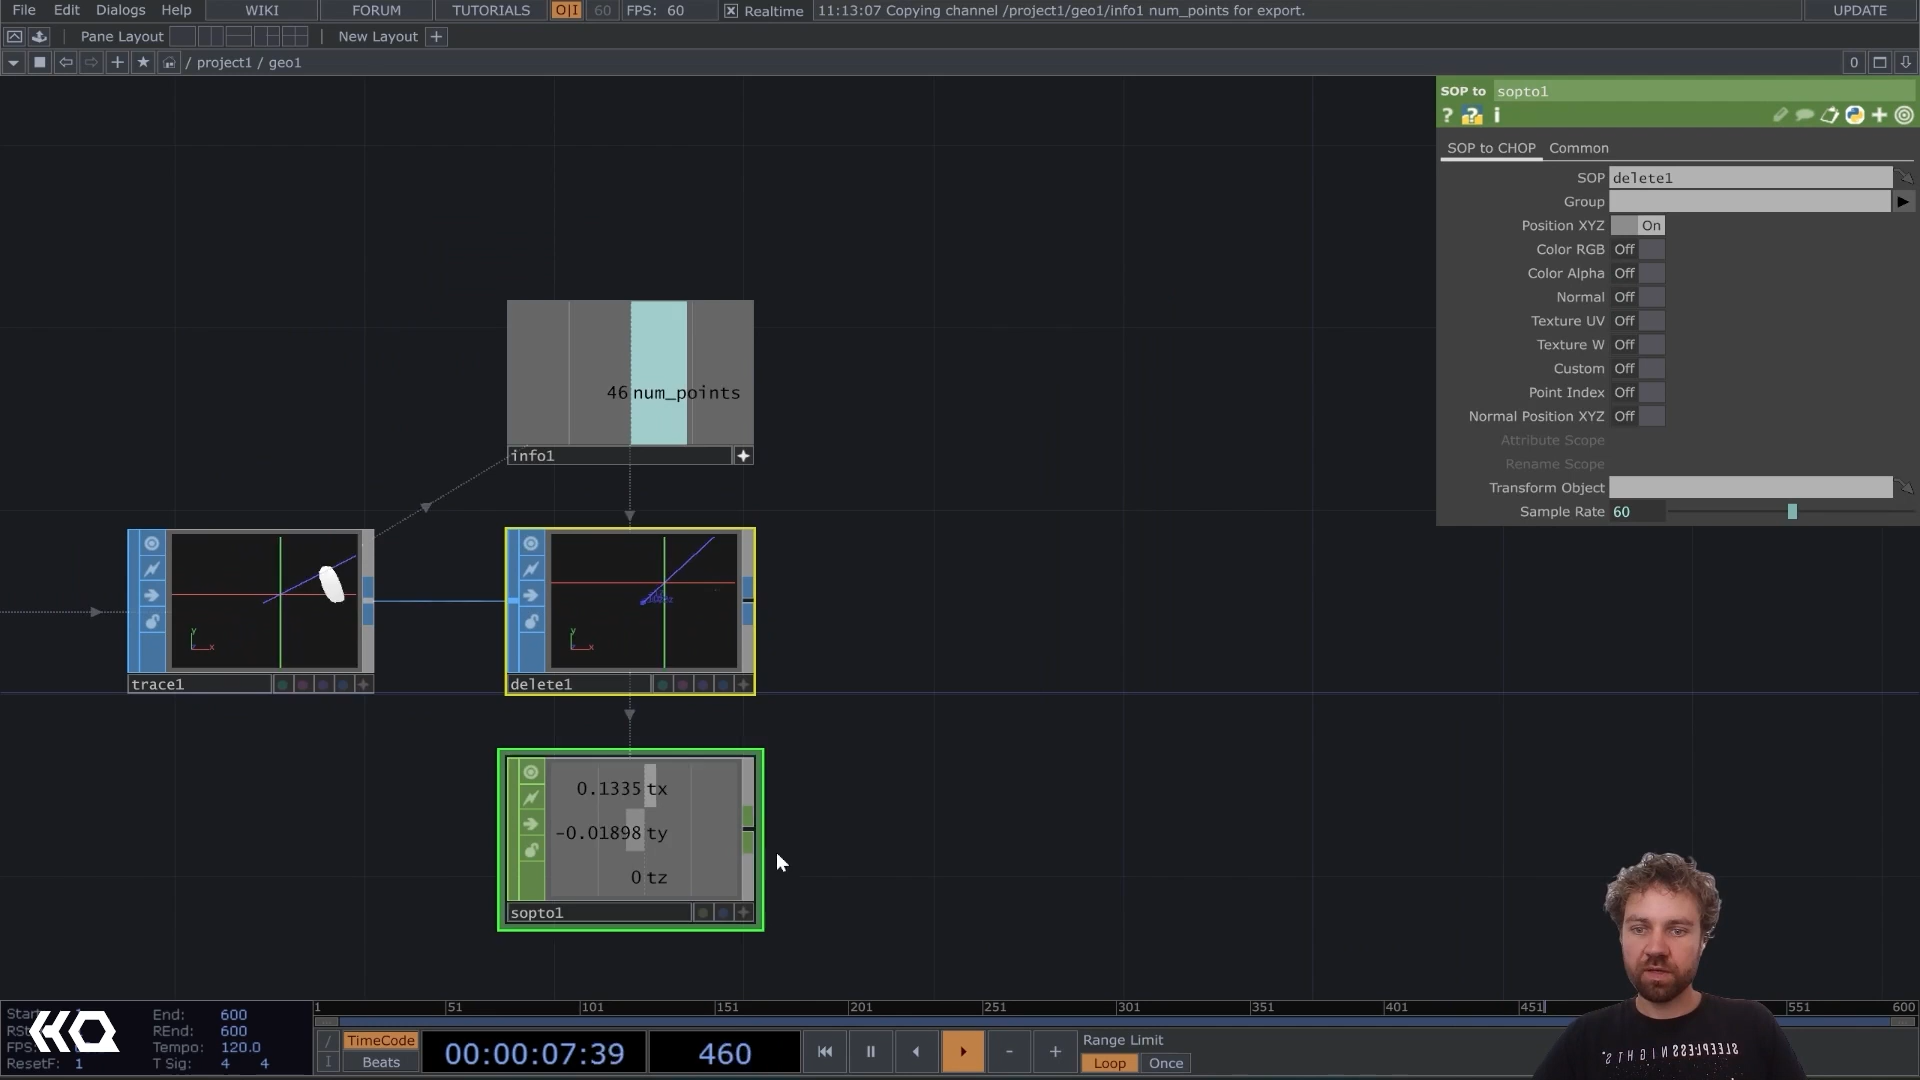 File Edit Dialogs Help WIKI FORUM TUTORIALS O|I 60 FPS: 60 Realtime 11:13:07 Copying channel /project1/geo1/info1 num_points for export. UPDATE
Pane Layout New Layout +
/ project1 / geo1 0
SOP to sopto1
? ? i
SOP to CHOP Common
SOP delete1
Group
Position XYZ On
Color RGB Off
Color Alpha Off
Normal Off
Texture UV Off
Texture W Off
Custom Off
Point Index Off
Normal Position XYZ Off
Attribute Scope
Rename Scope
Transform Object
Sample Rate 60
46 num_points
info1
y
x
trace1
y
x
delete1
0.1335 tx
-0.01898 ty
0 tz
sopto1
1 51 101 151 201 251 301 351 401 451 551 600
End: 600
REnd: 600
FPS: Tempo: 120.0
ResetF: 1 T Sig: 4 4
HQ
TimeCode
Beats
00:00:07:39 460
Range Limit
Loop Once
SLEEPLESSNIGHTS.